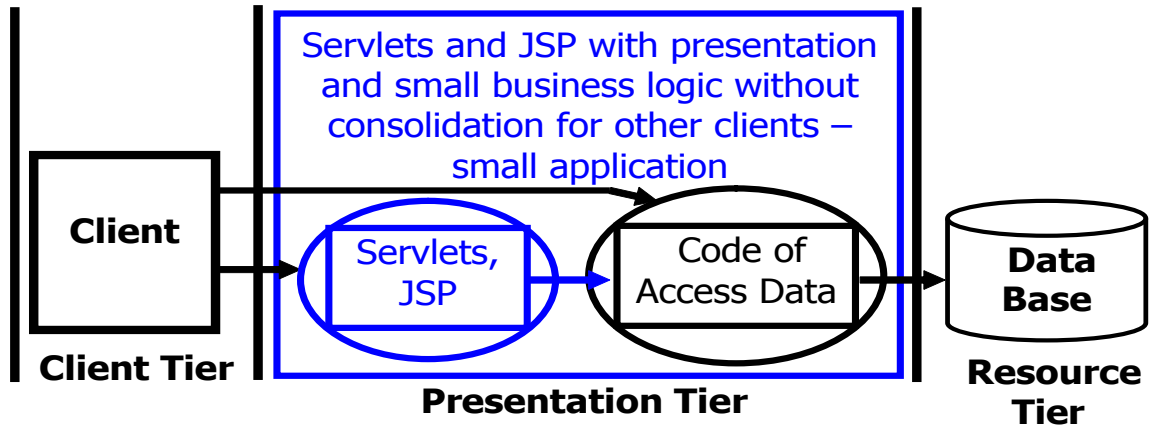 Servlets and JSP with presentation
and small business logic without
consolidation for other clients –
small application
Client
Servlets,
JSP
Code of
Access Data
Data
Base
Client Tier
Presentation Tier
Resource
Tier